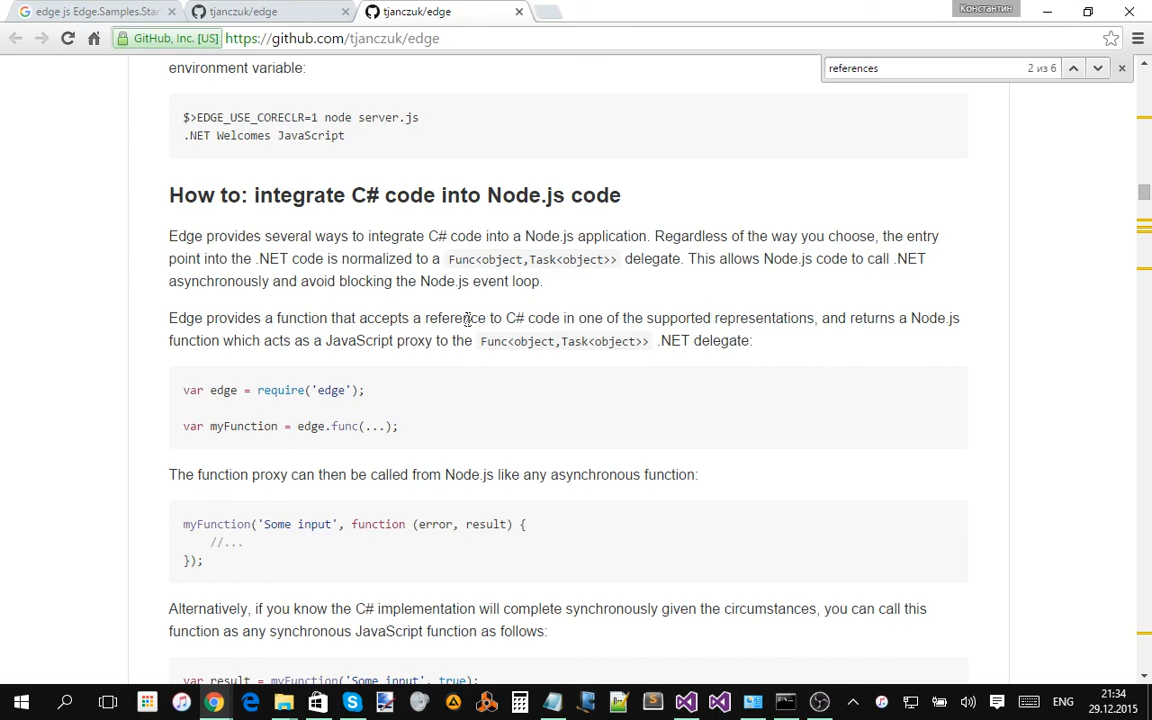 edge js Edge.Samples.Star
tjanczuk/edge
tjanczuk/edge
Константин
GitHub, Inc. [US]
https://github.com/tjanczuk/edge
references
2 из 6
environment variable:
$>EDGE_USE_CORECLR=1 node server.js
.NET Welcomes JavaScript
How to: integrate C# code into Node.js code
Edge provides several ways to integrate C# code into a Node.js application. Regardless of the way you choose, the entry
point into the .NET code is normalized to a Func<object,Task<object>> delegate. This allows Node.js code to call .NET
asynchronously and avoid blocking the Node.js event loop.
Edge provides a function that accepts a reference to C# code in one of the supported representations, and returns a Node.js
function which acts as a JavaScript proxy to the Func<object,Task<object>> .NET delegate:
var edge = require('edge');
var myFunction = edge.func(...);
The function proxy can then be called from Node.js like any asynchronous function:
myFunction('Some input', function (error, result) {
//...
});
Alternatively, if you know the C# implementation will complete synchronously given the circumstances, you can call this
function as any synchronous JavaScript function as follows:
var result = myFunction('Some input', true);
ENG
21:34
29.12.2015